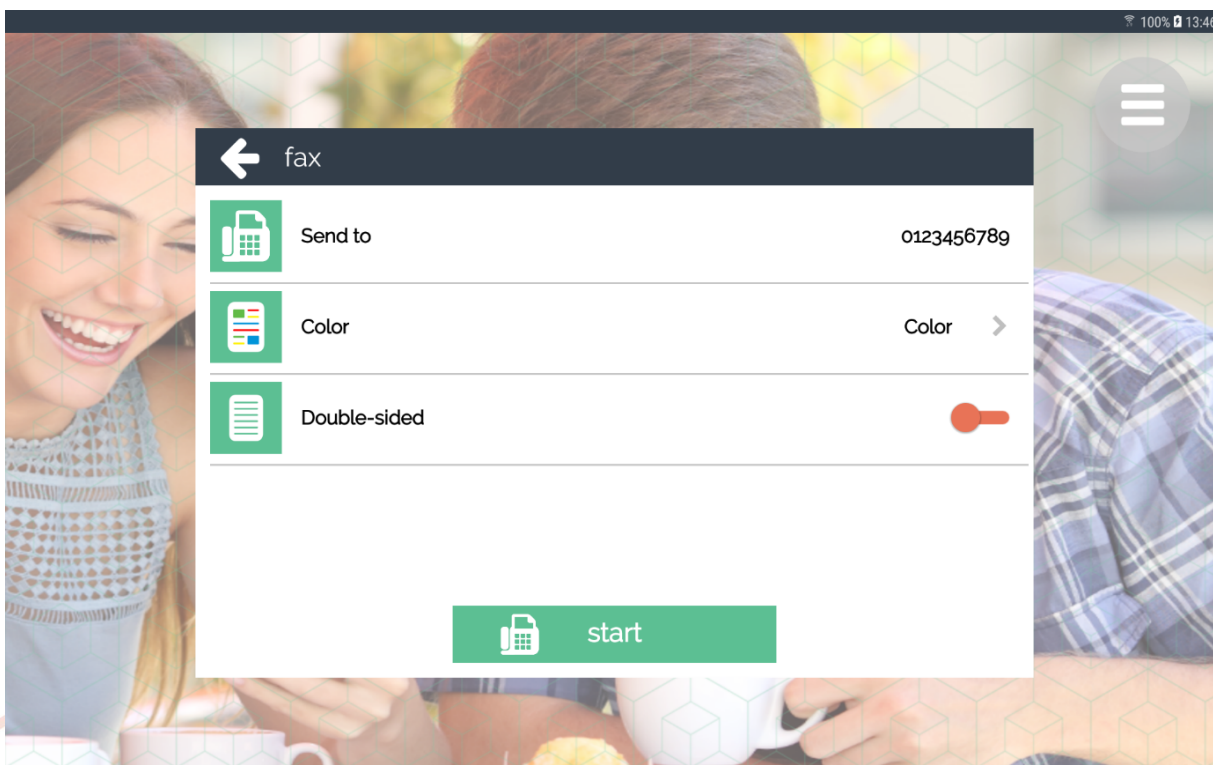 100% 13:46
fax
Send to 0123456789
Color Color
Double-sided
start